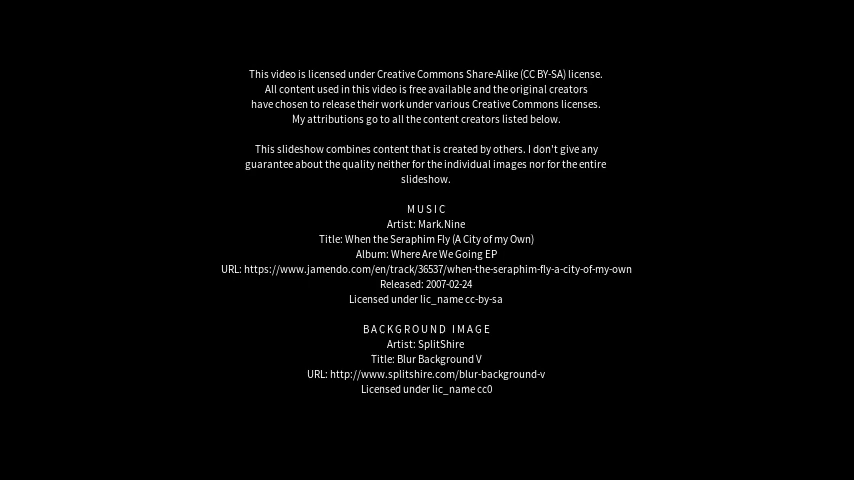 This video is licensed under Creative Commons Share-Alike (CC BY-SA) license.
All content used in this video is free available and the original creators
have chosen to release their work under various Creative Commons licenses.
My attributions go to all the content creators listed below.
This slideshow combines content that is created by others. I don't give any
guarantee about the quality neither for the individual images nor for the entire
slideshow.
MUSIC
Artist: Mark.Nine
Title: When the Seraphim Fly (A City of my Own)
Album: Where Are We Going EP
URL: https://www.jamendo.com/en/track/36537/when-the-seraphim-fly-a-city-of-my-own
Released: 2007-02-24
Licensed under lic_name cc-by-sa
BACKGROUND IMAGE
Artist: SplitShire
Title: Blur Background V
URL: http://www.splitshire.com/blur-background-v
Licensed under lic_name cc0